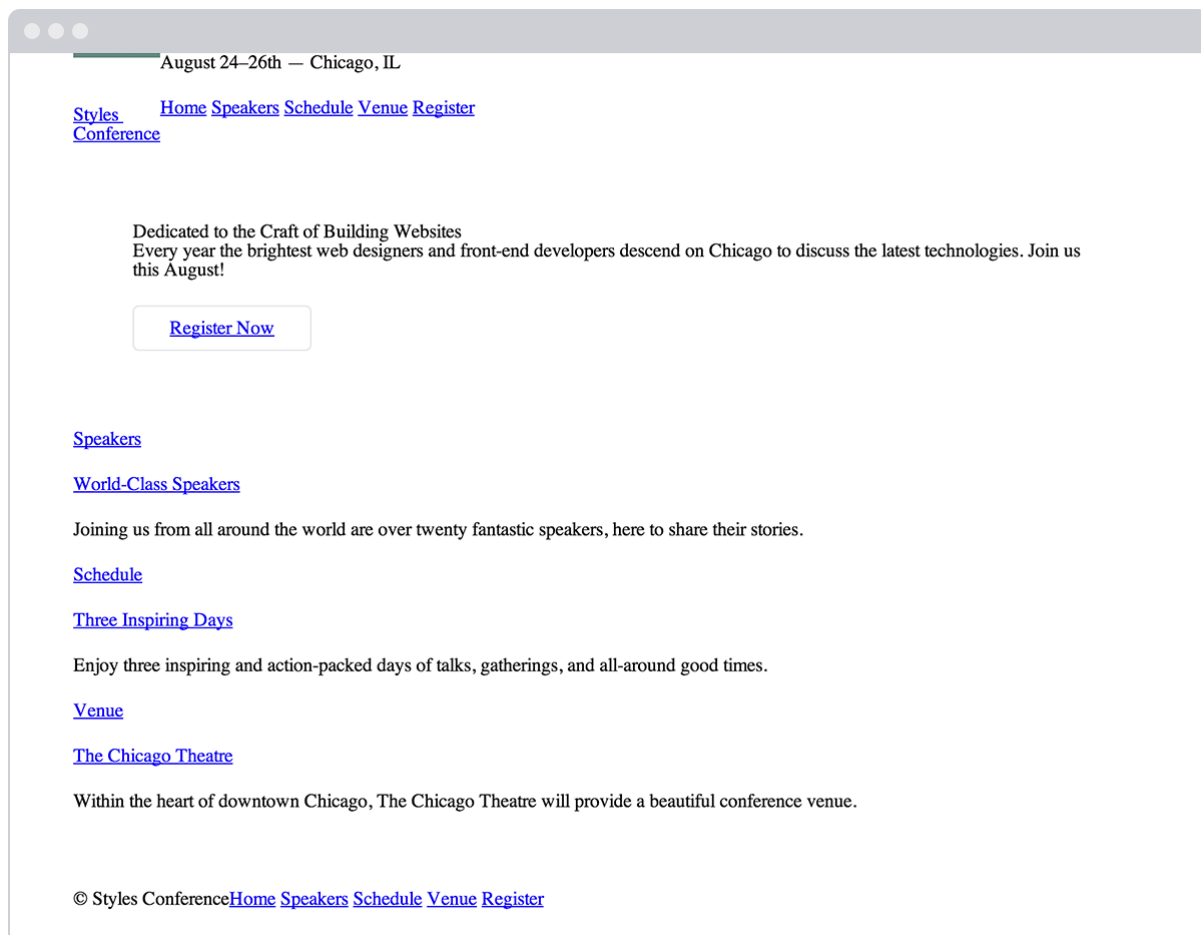 August 24–26th — Chicago, IL
Styles
Conference
Home Speakers Schedule Venue Register
Dedicated to the Craft of Building Websites
Every year the brightest web designers and front-end developers descend on Chicago to discuss the latest technologies. Join us
this August!
Register Now
Speakers
World-Class Speakers
Joining us from all around the world are over twenty fantastic speakers, here to share their stories.
Schedule
Three Inspiring Days
Enjoy three inspiring and action-packed days of talks, gatherings, and all-around good times.
Venue
The Chicago Theatre
Within the heart of downtown Chicago, The Chicago Theatre will provide a beautiful conference venue.
© Styles ConferenceHome Speakers Schedule Venue Register